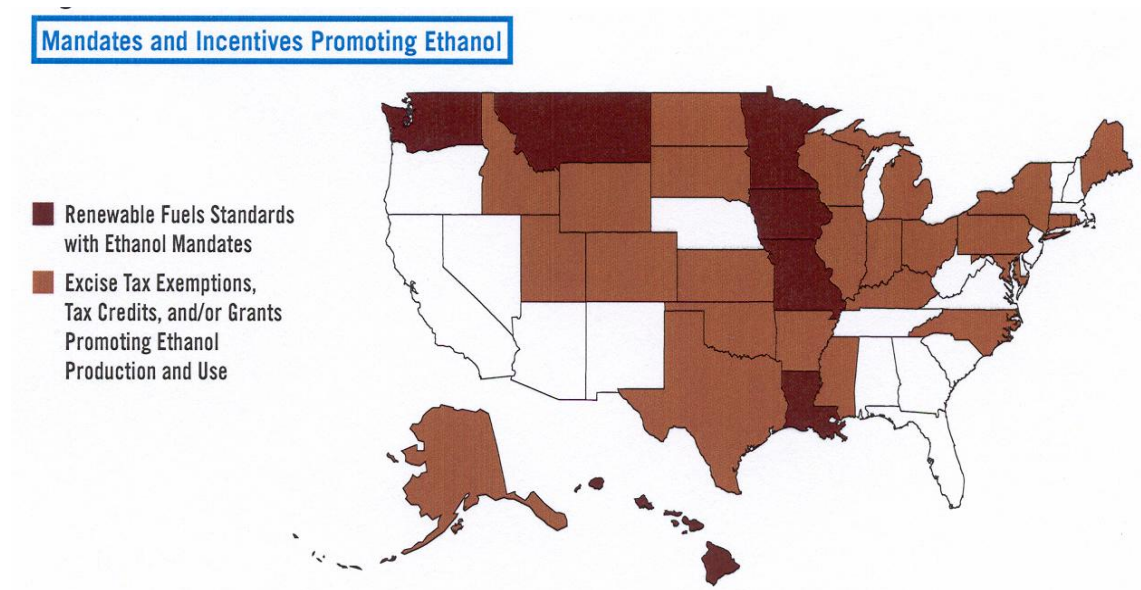 Mandates and Incentives Promoting Ethanol
Renewable Fuels Standards
with Ethanol Mandates
Excise Tax Exemptions,
Tax Credits, and/or Grants
Promoting Ethanol
Production and Use